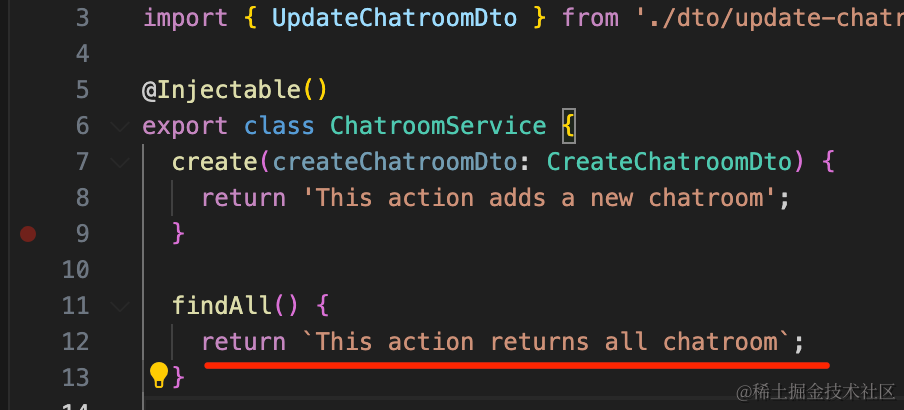 3 import { UpdateChatroomDto } from './dto/update-chatr
4
5 @Injectable()
6 export class ChatroomService {
7 create(createChatroomDto: CreateChatroomDto) {
8 return 'This action adds a new chatroom';
9 }
10
11 findAll() {
12 return `This action returns all chatroom`;
13 }
14
@稀土掘金技术社区